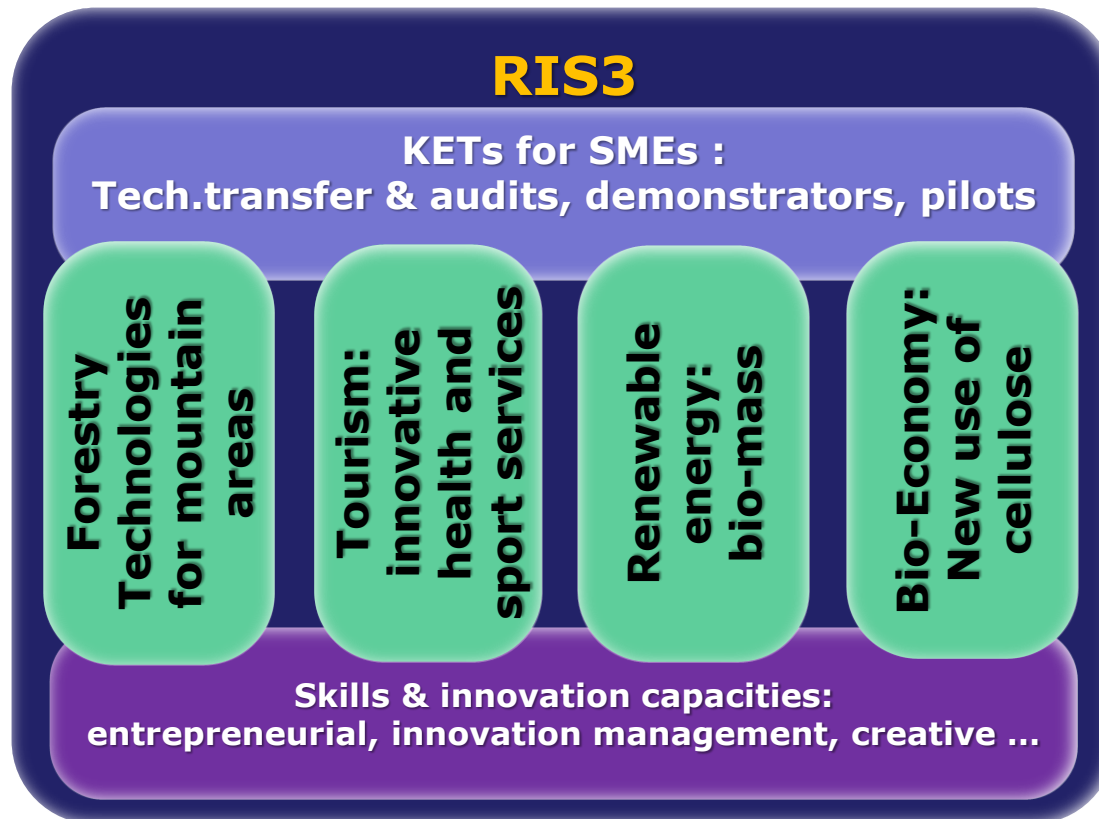 RIS3
KETs for SMEs :
Tech.transfer & audits, demonstrators, pilots
Forestry
Technologies
for mountain
areas
Tourism:
innovative
health and
sport services
Renewable
energy:
bio-mass
Bio-Economy:
New use of
cellulose
Skills & innovation capacities:
entrepreneurial, innovation management, creative ...